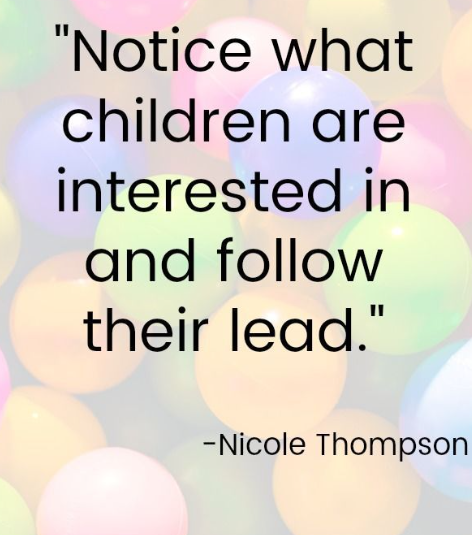 "Notice what
children are
interested in
and follow
their lead."
-Nicole Thompson